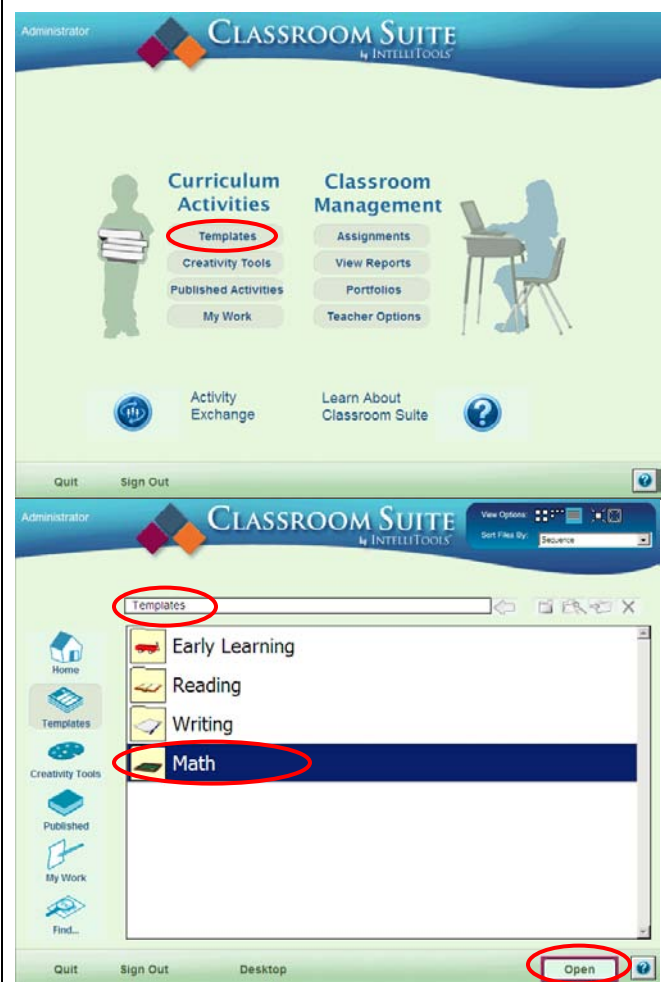 Administrator
CLASSROOM SUITE
by INTELLITOOLS
Curriculum Activities
Classroom Management
Templates
Assignments
Creativity Tools
View Reports
Published Activities
Portfolios
My Work
Teacher Options
Activity Exchange
Learn About Classroom Suite
Quit
Sign Out
Administrator
CLASSROOM SUITE
by INTELLITOOLS
View Options:
Sort Files By:
Sequence
Templates
Early Learning
Reading
Writing
Math
Home
Templates
Creativity Tools
Published
My Work
Find...
Quit
Sign Out
Desktop
Open